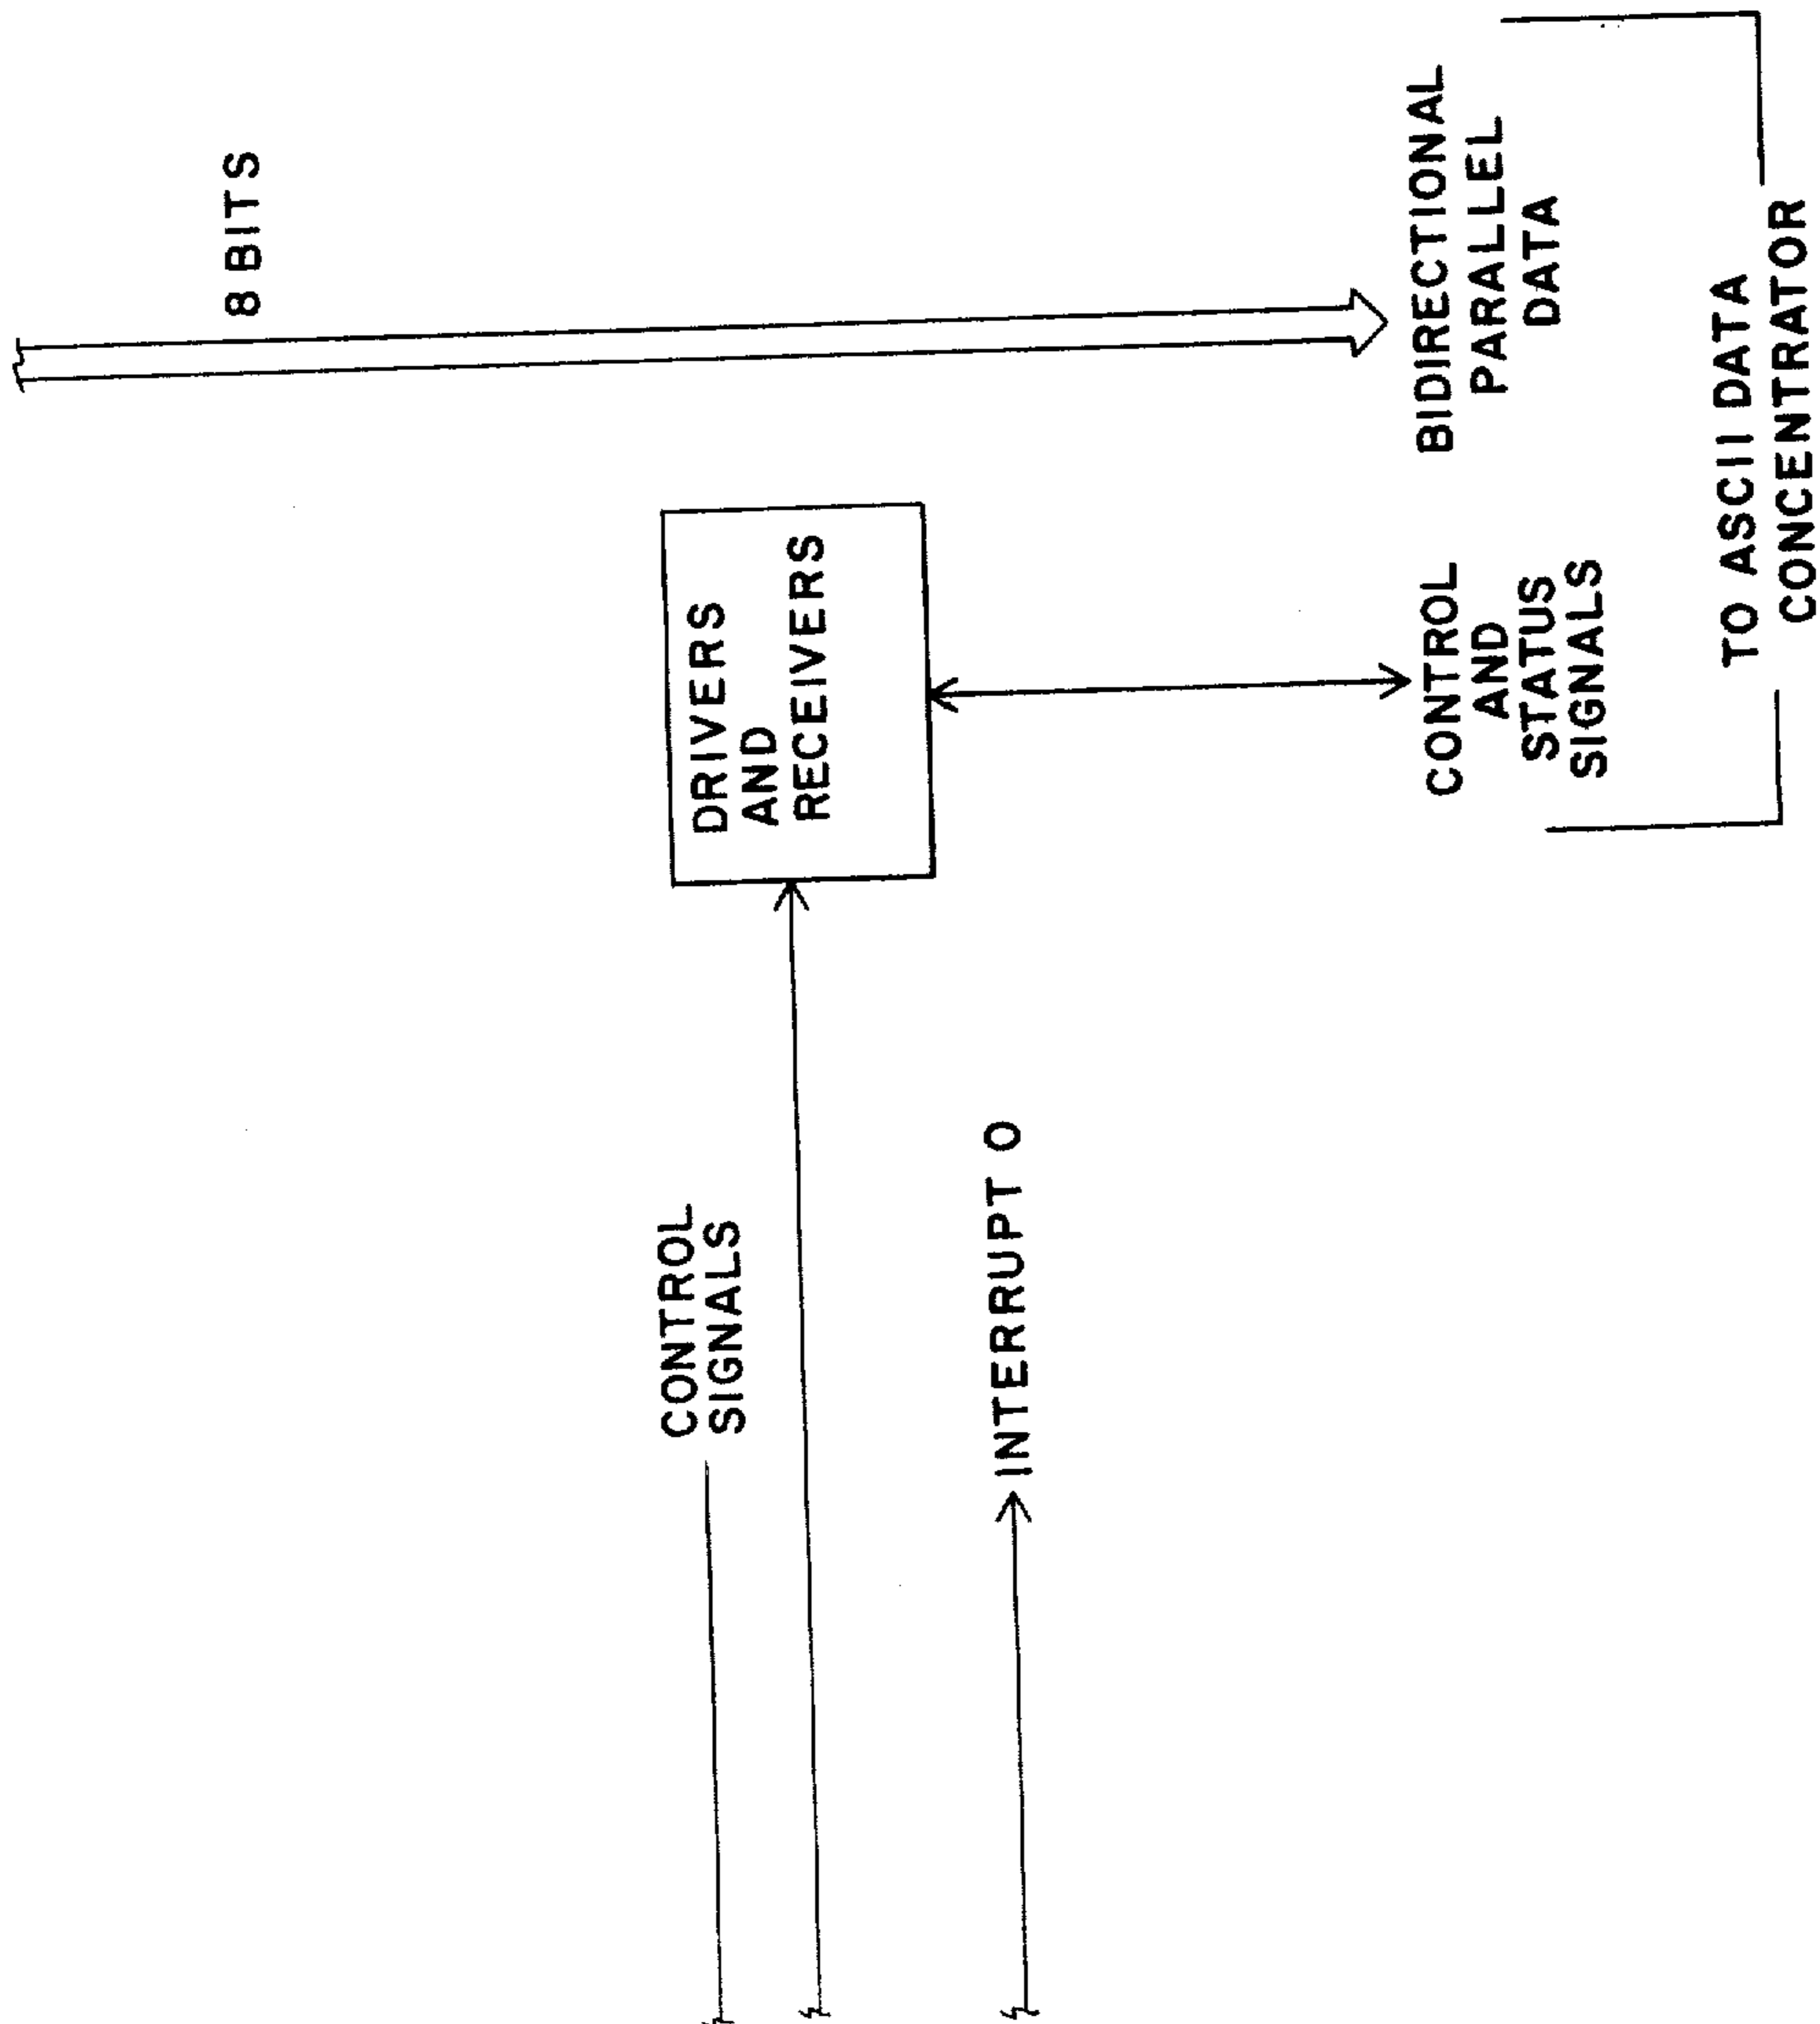 8 BITS
CONTROL
SIGNALS
DRIVERS
AND
RECEIVERS
INTERRUPT 0
CONTROL
AND
STATUS
SIGNALS
BIDIRECTIONAL
PARALLEL
DATA
TO ASCII DATA
CONCENTRATOR